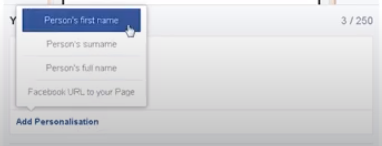 Y
3 / 250
Person's first name
Person's surname
Person's full name
Facebook URL to your Page
Add Personalisation